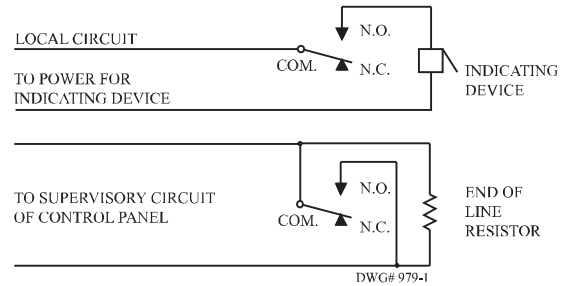 N.O.
LOCAL CIRCUIT
COM.
N.C.
TO POWER FOR
INDICATING DEVICE
INDICATING
DEVICE
TO SUPERVISORY CIRCUIT
OF CONTROL PANEL
N.O.
COM.
N.C.
END OF
LINE
RESISTOR
DWG# 979-1